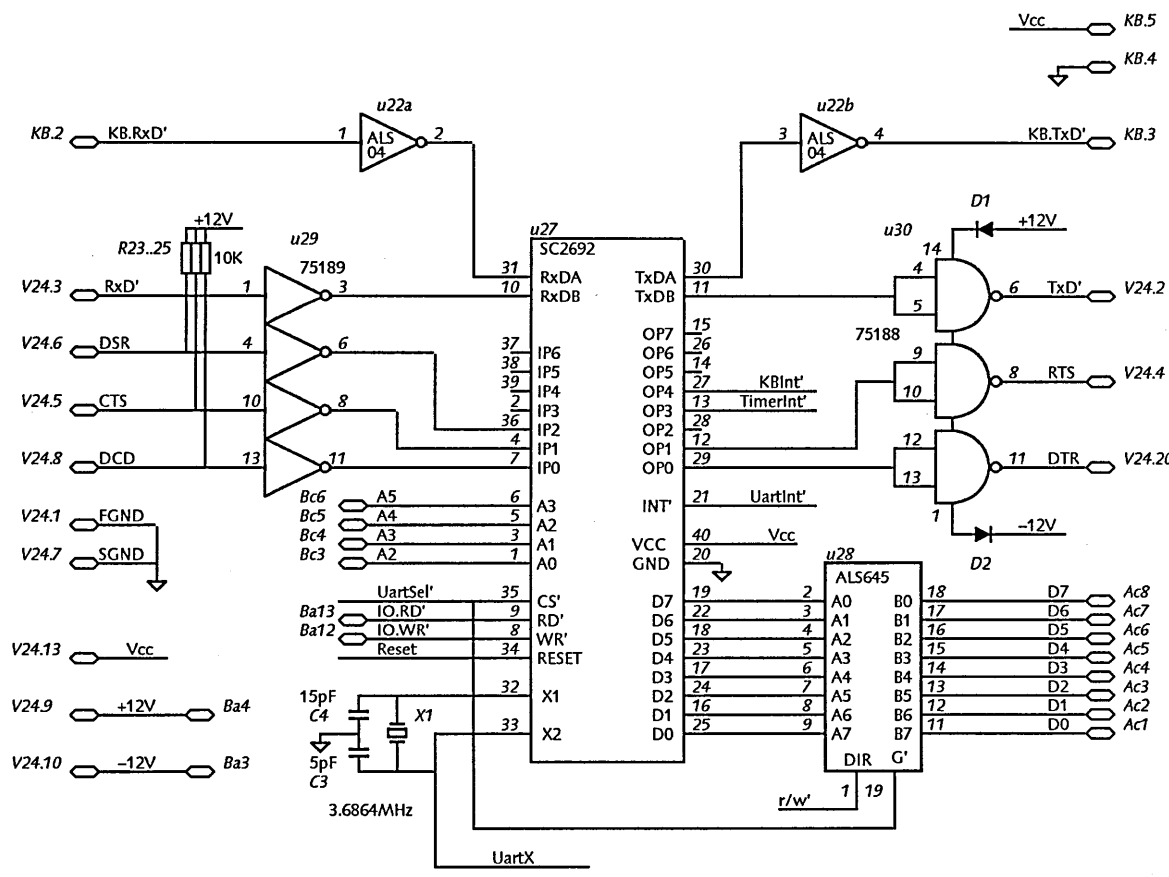 Vcc KB.5
KB.4
u22a u22b
KB.2 KB.RxD' 1 ALS 04 2 3 ALS 04 4 KB.TxD' KB.3
+12V D1
R23..25 10K u29 u27 u30 14 +12V
75189 SC2692
31 RxDA TxDA 30 4
V24.3 RxD' 1 3 10 RxDB TxDB 11 5 6 TxD' V24.2
OP7 15 75188
V24.6 DSR 4 6 37 IP6 OP6 26
38 IP5 OP5 14 9
39 IP4 OP4 27 KBInt' 8 RTS V24.4
V24.5 CTS 10 8 2 IP3 OP3 13 TimerInt' 10
36 IP2 OP2 28
4 IP1 OP1 12 12
V24.8 DCD 13 11 7 IP0 OP0 29 13 11 DTR V24.20
Bc6 A5 6 A3 INT' 21 UartInt' 1
V24.1 FGND Bc5 A4 5 A2 -12V
Bc4 A3 3 A1 VCC 40 Vcc D2
V24.7 SGND Bc3 A2 1 A0 GND 20 u28
ALS645
UartSel' 35 CS' D7 19 2 A0 B0 18 D7 Ac8
Ba13 IO.RD' 9 RD' D6 22 3 A1 B1 17 D6 Ac7
Ba12 IO.WR' 8 WR' D5 18 4 A2 B2 16 D5 Ac6
V24.13 Vcc Reset 34 RESET D4 23 5 A3 B3 15 D4 Ac5
D3 17 6 A4 B4 14 D3 Ac4
15pF C4 32 X1 D2 24 7 A5 B5 13 D2 Ac3
V24.9 +12V Ba4 X1 D1 16 8 A6 B6 12 D1 Ac2
33 X2 D0 25 9 A7 B7 11 D0 Ac1
V24.10 –12V Ba3 5pF C3 DIR G'
3.6864MHz r/w' 1 19
UartX